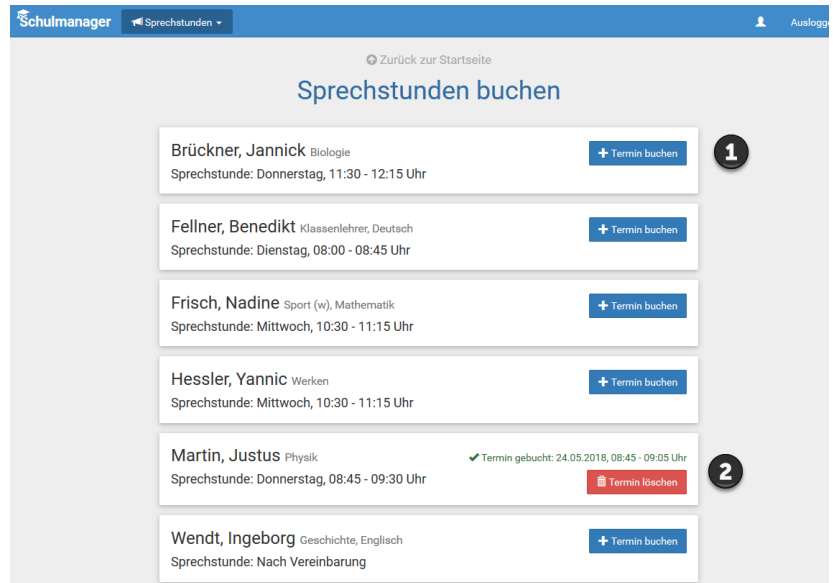 Schulmanager Sprechstunden Auslogge
Zurück zur Startseite
Sprechstunden buchen
Brückner, Jannick Biologie
Termin buchen
1
Sprechstunde: Donnerstag, 11:30 - 12:15 Uhr
Fellner, Benedikt Klassenlehrer, Deutsch
Termin buchen
Sprechstunde: Dienstag, 08:00 - 08:45 Uhr
Frisch, Nadine Sport (w), Mathematik
Termin buchen
Sprechstunde: Mittwoch, 10:30 - 11:15 Uhr
Hessler, Yannic Werken
Termin buchen
Sprechstunde: Mittwoch, 10:30 - 11:15 Uhr
Martin, Justus Physik
Termin gebucht: 24.05.2018, 08:45 - 09:05 Uhr
2
Sprechstunde: Donnerstag, 08:45 - 09:30 Uhr
Termin löschen
Wendt, Ingeborg Geschichte, Englisch
Termin buchen
Sprechstunde: Nach Vereinbarung